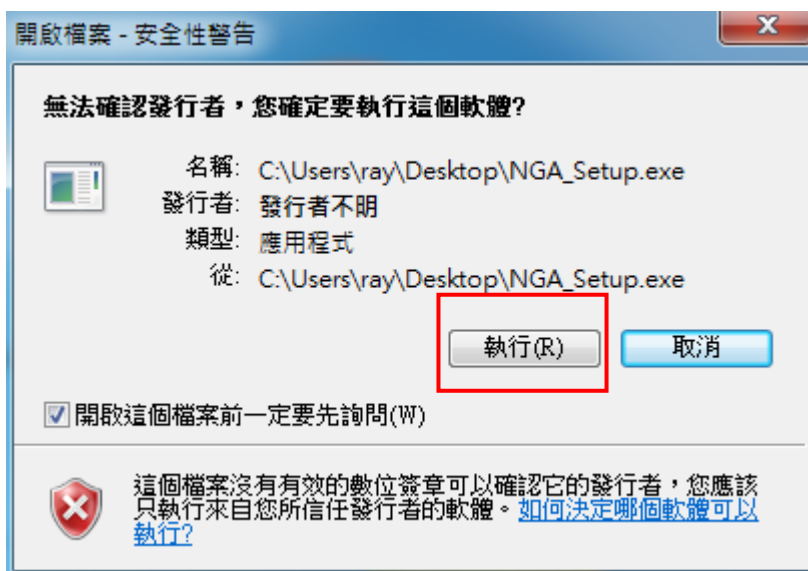 開啟檔案 - 安全性警告
無法確認發行者，您確定要執行這個軟體?
名稱: C:\Users\ray\Desktop\NGA_Setup.exe
發行者: 發行者不明
類型: 應用程式
從: C:\Users\ray\Desktop\NGA_Setup.exe
執行(R) 取消
開啟這個檔案前一定要先詢問(W)
這個檔案沒有有效的數位簽章可以確認它的發行者，您應該
只執行來自您所信任發行者的軟體。如何決定哪個軟體可以
執行?